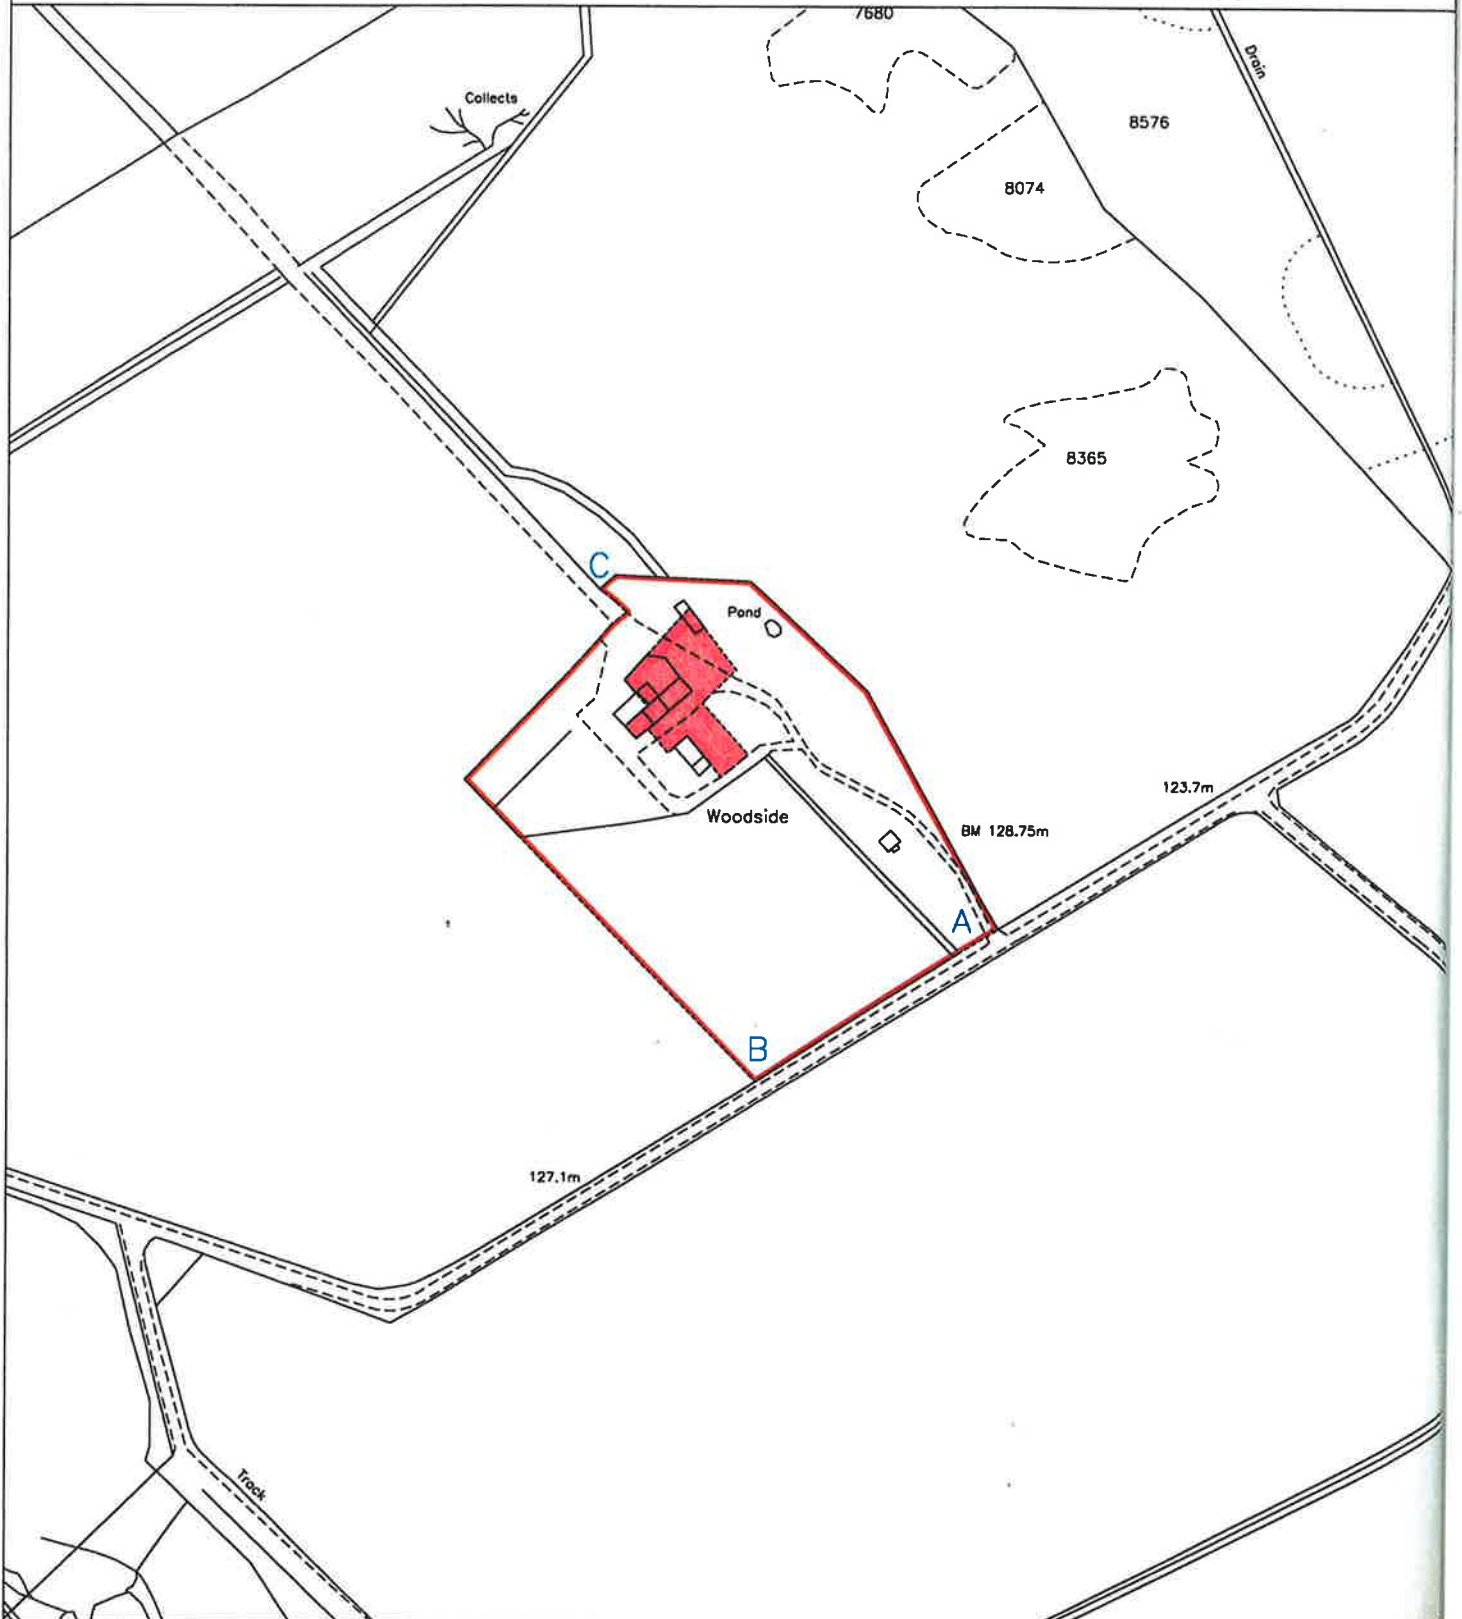 7680
Drain
Collects
8576
8074
8365
C
Pond
123.7m
Woodside
BM 128.75m
A
B
127.1m
Track